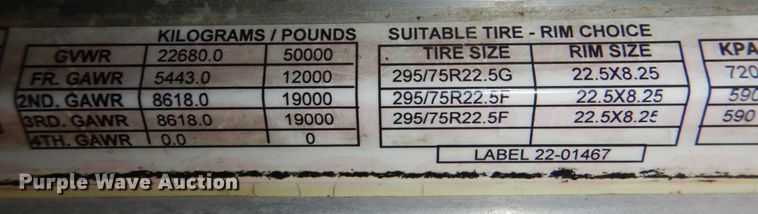 KILOGRAMS / POUNDS SUITABLE TIRE - RIM CHOICE
TIRE SIZE RIM SIZE KPA
GVWR 22680.0 50000
FR. GAWR 5443.0 12000 295/75R22.5G 22.5X8.25 720
2ND. GAWR 8618.0 19000 295/75R22.5F 22.5X8.25 590
3RD. GAWR 8618.0 19000 295/75R22.5F 22.5X8.25 590
4TH. GAWR 0.0 0
LABEL 22-01467
Purple Wave Auction